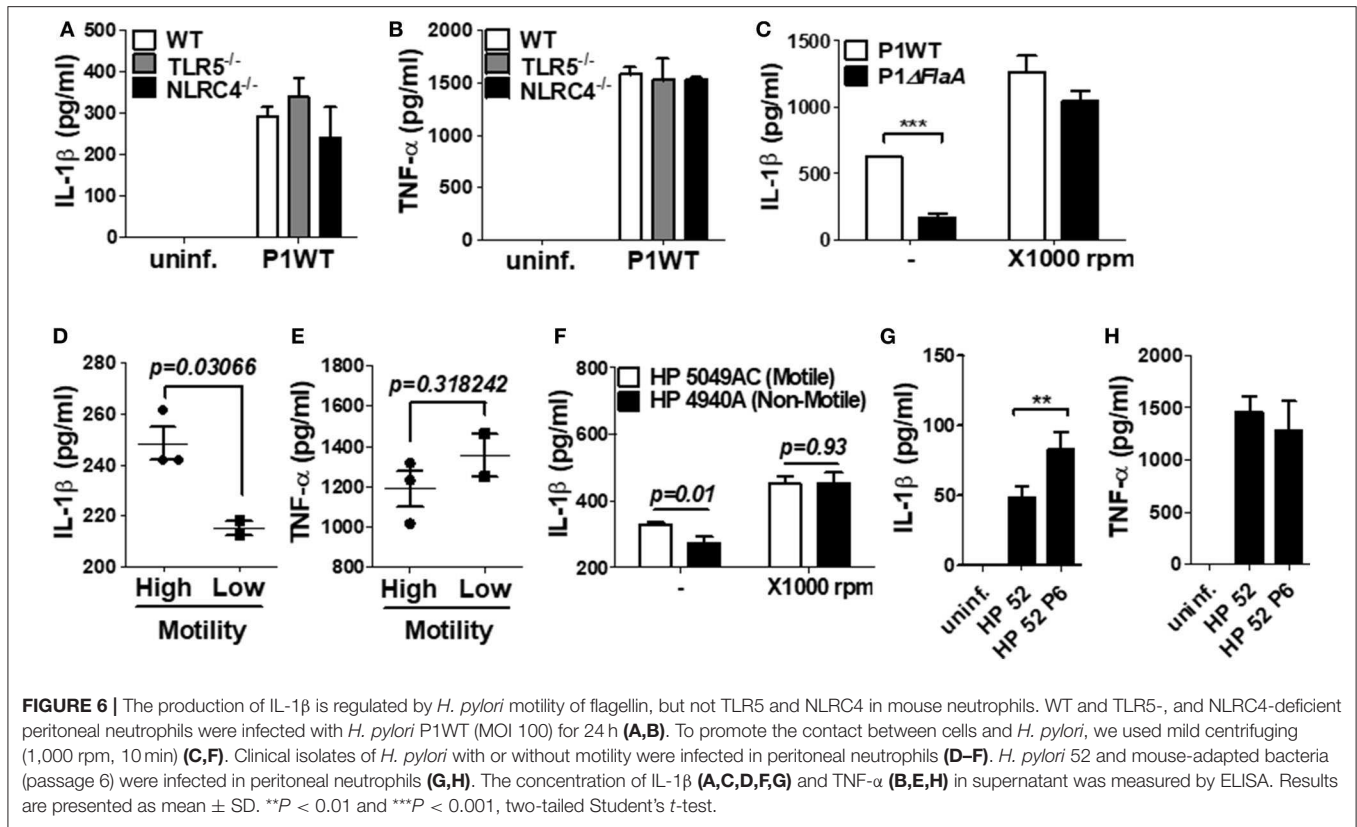 A
500
400
300
200
100
0
IL-1β (pg/ml)
WT
TLR5-/-
NLRC4-/-
uninf.
P1WT
B
2000
1500
1000
500
0
TNF-α (pg/ml)
WT
TLR5-/-
NLRC4-/-
uninf.
P1WT
C
1500
1000
500
0
IL-1β (pg/ml)
P1WT
P1ΔFlaA
***
-
X1000 rpm
D
280
260
240
220
200
IL-1β (pg/ml)
p=0.03066
High Low
Motility
E
1800
1600
1400
1200
1000
800
TNF-α (pg/ml)
p=0.318242
High Low
Motility
F
800
600
400
200
IL-1β (pg/ml)
HP 5049AC (Motile)
HP 4940A (Non-Motile)
p=0.01
p=0.93
-
X1000 rpm
G
150
100
50
0
IL-1β (pg/ml)
**
uninf.
HP 52
HP 52 P6
H
2000
1500
1000
500
0
TNF-α (pg/ml)
uninf.
HP 52
HP 52 P6
FIGURE 6 | The production of IL-1β is regulated by H. pylori motility of flagellin, but not TLR5 and NLRC4 in mouse neutrophils. WT and TLR5-, and NLRC4-deficient
peritoneal neutrophils were infected with H. pylori P1WT (MOI 100) for 24 h (A,B). To promote the contact between cells and H. pylori, we used mild centrifuging
(1,000 rpm, 10 min) (C,F). Clinical isolates of H. pylori with or without motility were infected in peritoneal neutrophils (D–F). H. pylori 52 and mouse-adapted bacteria
(passage 6) were infected in peritoneal neutrophils (G,H). The concentration of IL-1β (A,C,D,F,G) and TNF-α (B,E,H) in supernatant was measured by ELISA. Results
are presented as mean ± SD. **P < 0.01 and ***P < 0.001, two-tailed Student's t-test.